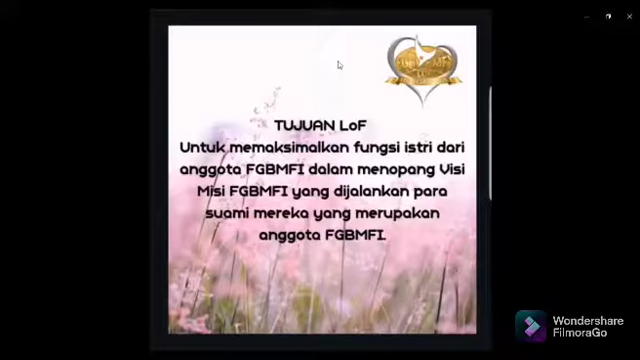 TUJUAN LoF
Untuk memaksimalkan fungsi istri dari
anggota FGBMFI dalam menopang Visi
Misi FGBMFI yang dijalankan para
suami mereka yang merupakan
anggota FGBMFI.
Wondershare
FilmoraGo